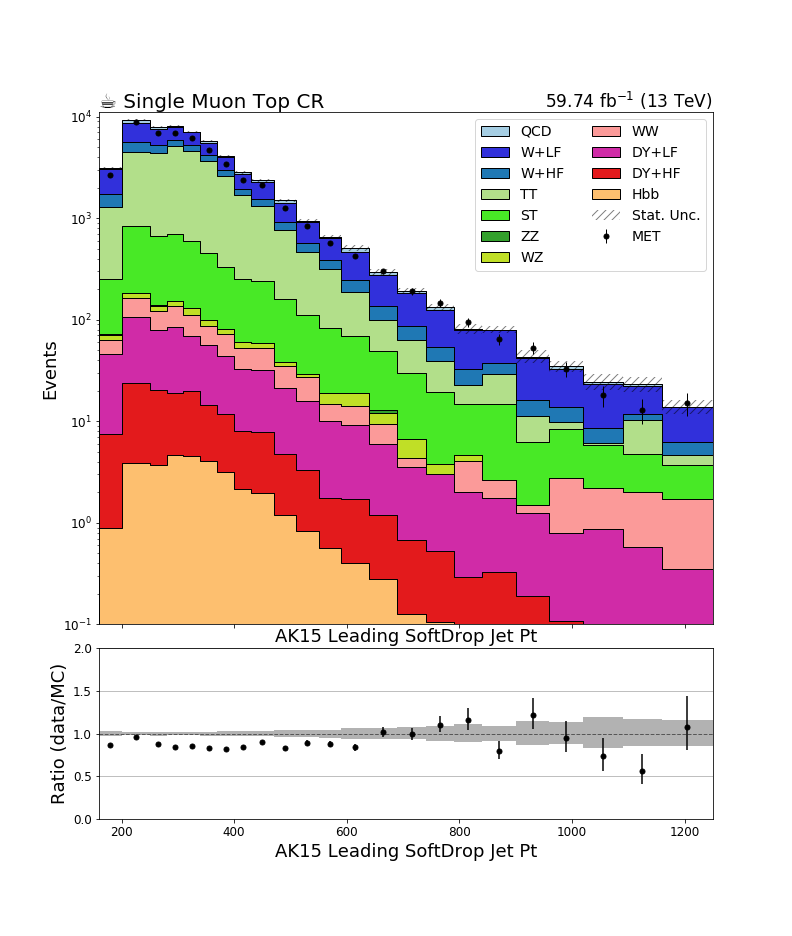 ☕ Single Muon Top CR
59.74 fb⁻¹ (13 TeV)
QCD
W+LF
W+HF
TT
ST
ZZ
WZ
WW
DY+LF
DY+HF
Hbb
Stat. Unc.
MET
Events
10⁴
10³
10²
10¹
10⁰
10⁻¹
AK15 Leading SoftDrop Jet Pt
Ratio (data/MC)
2.0
1.5
1.0
0.5
0.0
200 400 600 800 1000 1200
AK15 Leading SoftDrop Jet Pt